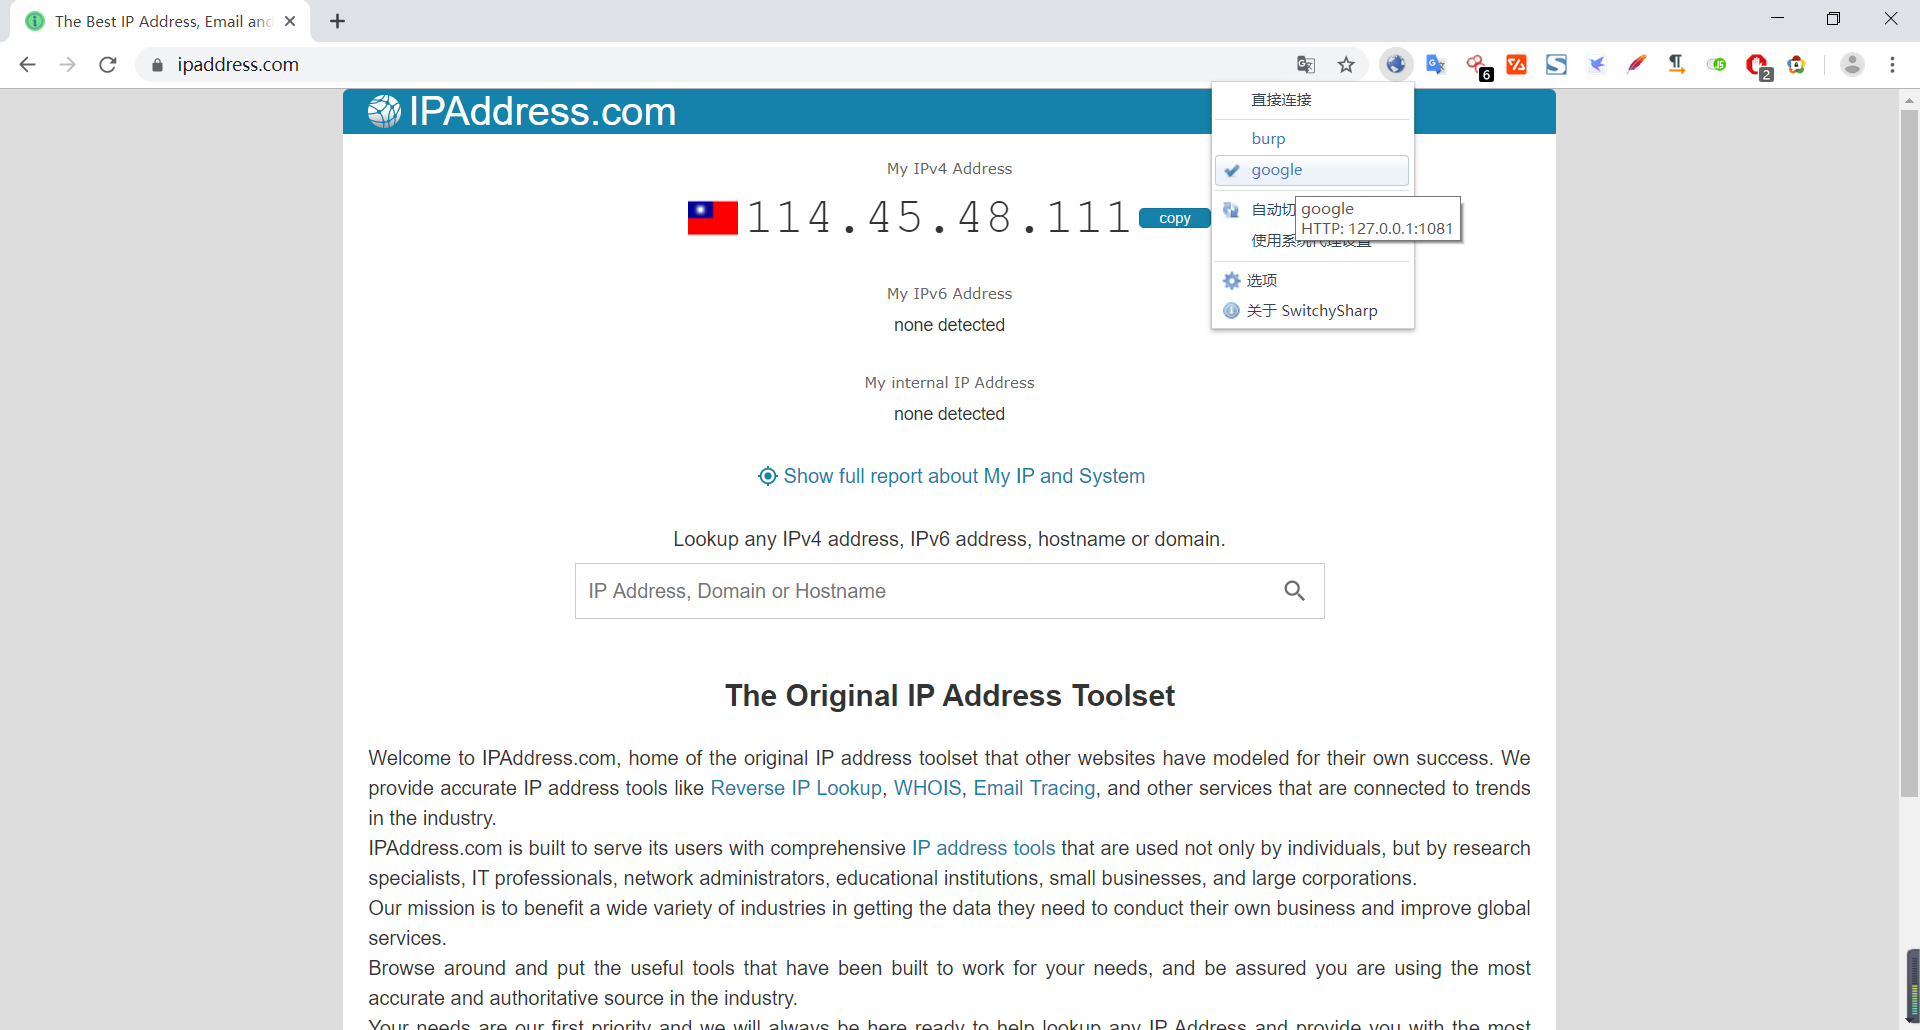 The Best IP Address, Email and
ipaddress.com
6
2
IPAddress.com
直接连接
burp
google
自动切
google
HTTP: 127.0.0.1:1081
使用系统代理设置
选项
关于 SwitchySharp
My IPv4 Address
114.45.48.111
copy
My IPv6 Address
none detected
My internal IP Address
none detected
Show full report about My IP and System
Lookup any IPv4 address, IPv6 address, hostname or domain.
IP Address, Domain or Hostname
The Original IP Address Toolset
Welcome to IPAddress.com, home of the original IP address toolset that other websites have modeled for their own success. We
provide accurate IP address tools like Reverse IP Lookup, WHOIS, Email Tracing, and other services that are connected to trends
in the industry.
IPAddress.com is built to serve its users with comprehensive IP address tools that are used not only by individuals, but by research
specialists, IT professionals, network administrators, educational institutions, small businesses, and large corporations.
Our mission is to benefit a wide variety of industries in getting the data they need to conduct their own business and improve global
services.
Browse around and put the useful tools that have been built to work for your needs, and be assured you are using the most
accurate and authoritative source in the industry.
Your needs are our first priority and we will always be here ready to help lookup any IP Address and provide you with the most